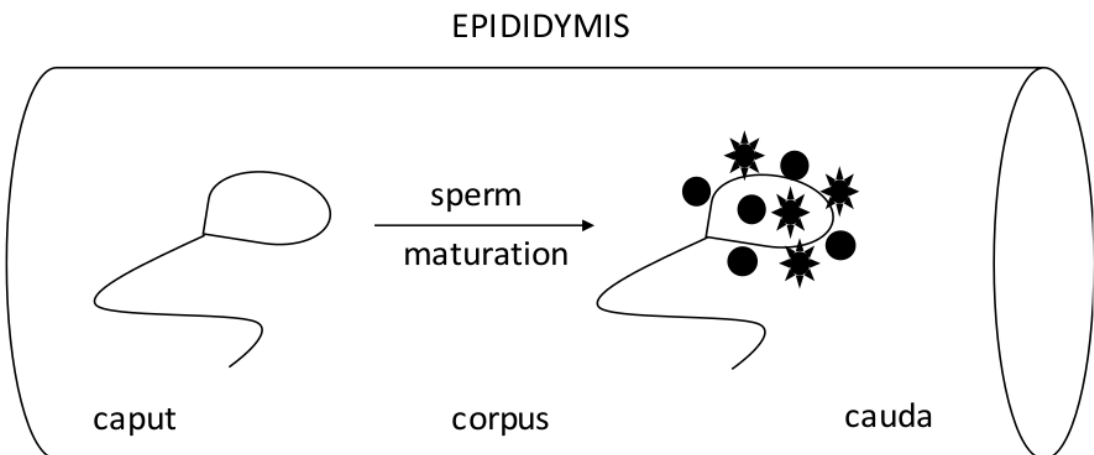 EPIDIDYMIS
sperm
maturation
caput
corpus
cauda